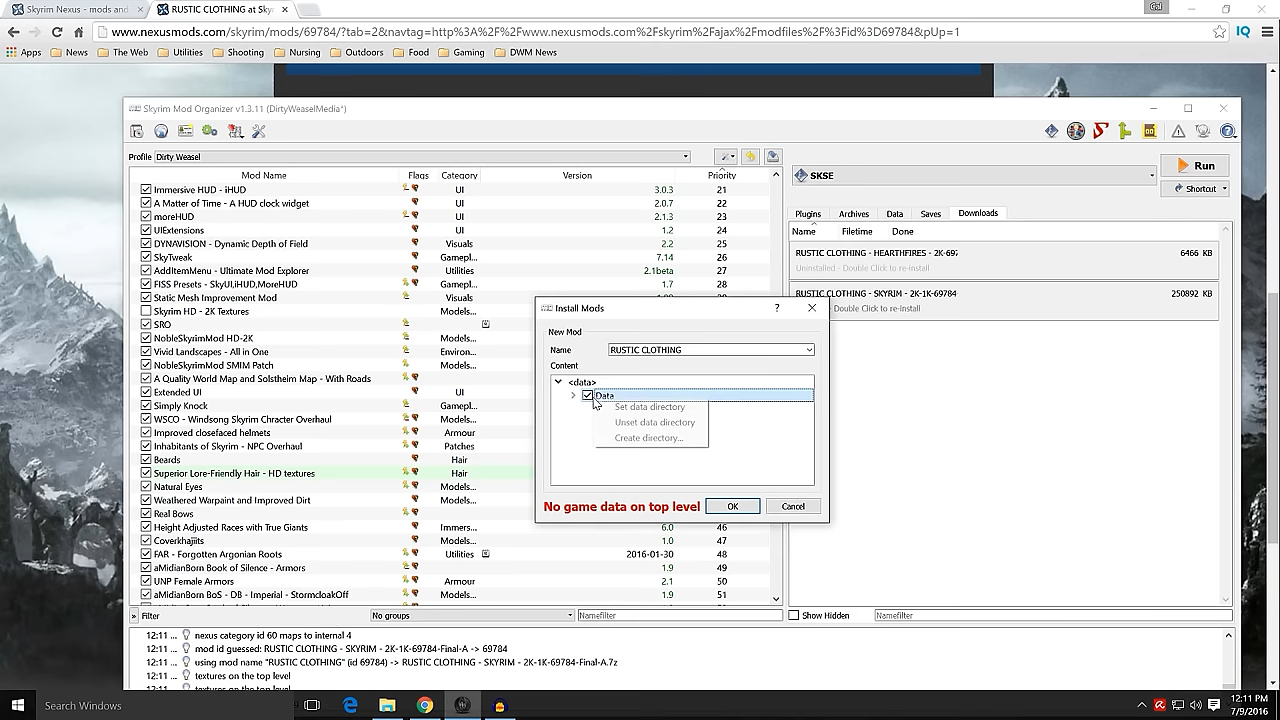 Skyrim Nexus - mods and
RUSTIC CLOTHING at Sky
www.nexusmods.com/skyrim/mods/69784/?tab=2&navtag=http%3A%2F%2Fwww.nexusmods.com%2Fskyrim%2Fajax%2Fmodfiles%2F%3Fid%3D69784&pUp=1
Apps News The Web Utilities Shooting Nursing Outdoors Food Gaming DWM News
Skyrim Mod Organizer v1.3.11 (DirtyWeaselMedia*)
Profile Dirty Weasel
Mod Name Flags Category Version Priority
Immersive HUD - iHUD UI 3.0.3 21
A Matter of Time - A HUD clock widget UI 2.0.7 22
moreHUD UI 2.1.3 23
UIExtensions UI 1.2 24
DYNAVISION - Dynamic Depth of Field Visuals 2.2 25
SkyTweak Gamepl... 7.14 26
AddItemMenu - Ultimate Mod Explorer Utilities 2.1beta 27
FISS Presets - SkyUI,iHUD,MoreHUD Gamepl... 1.7 28
Static Mesh Improvement Mod Visuals
Skyrim HD - 2K Textures Models...
SRO
NobleSkyrimMod HD-2K Models...
Vivid Landscapes - All in One Environ...
NobleSkyrimMod SMIM Patch Models...
A Quality World Map and Solstheim Map - With Roads
Extended UI UI
Simply Knock Gamepl...
WSCO - Windsong Skyrim Chracter Overhaul Models...
Improved closefaced helmets Armour
Inhabitants of Skyrim - NPC Overhaul Patches
Beards Hair
Superior Lore-Friendly Hair - HD textures Hair
Natural Eyes Models...
Weathered Warpaint and Improved Dirt Models...
Real Bows Models...
Height Adjusted Races with True Giants Immers... 6.0 46
Coverkhajiits Models... 1.0 47
FAR - Forgotten Argonian Roots Utilities 2016-01-30 48
aMidianBorn Book of Silence - Armors 1.9 49
UNP Female Armors Armour 2.1 50
aMidianBorn BoS - DB - Imperial - StormcloakOff Models... 1.9 51
» Filter No groups Namefilter
SKSE
Run
Shortcut
Plugins Archives Data Saves Downloads
Name Filetime Done
RUSTIC CLOTHING - HEARTHFIRES - 2K-697 6466 KB
Uninstalled - Double Click to re-install
RUSTIC CLOTHING - SKYRIM - 2K-1K-69784 250892 KB
Double Click to re-install
Show Hidden Namefilter
Install Mods ?
New Mod
Name RUSTIC CLOTHING
Content
<data>
Data
Set data directory
Unset data directory
Create directory...
No game data on top level OK Cancel
12:11 ... nexus category id 60 maps to internal 4
12:11 ... mod id guessed: RUSTIC CLOTHING - SKYRIM - 2K-1K-69784-Final-A -> 69784
12:11 ... using mod name "RUSTIC CLOTHING" (id 69784) -> RUSTIC CLOTHING - SKYRIM - 2K-1K-69784-Final-A.7z
12:11 ... textures on the top level
12:11 ... textures on the top level
Search Windows
12:11 PM
7/9/2016